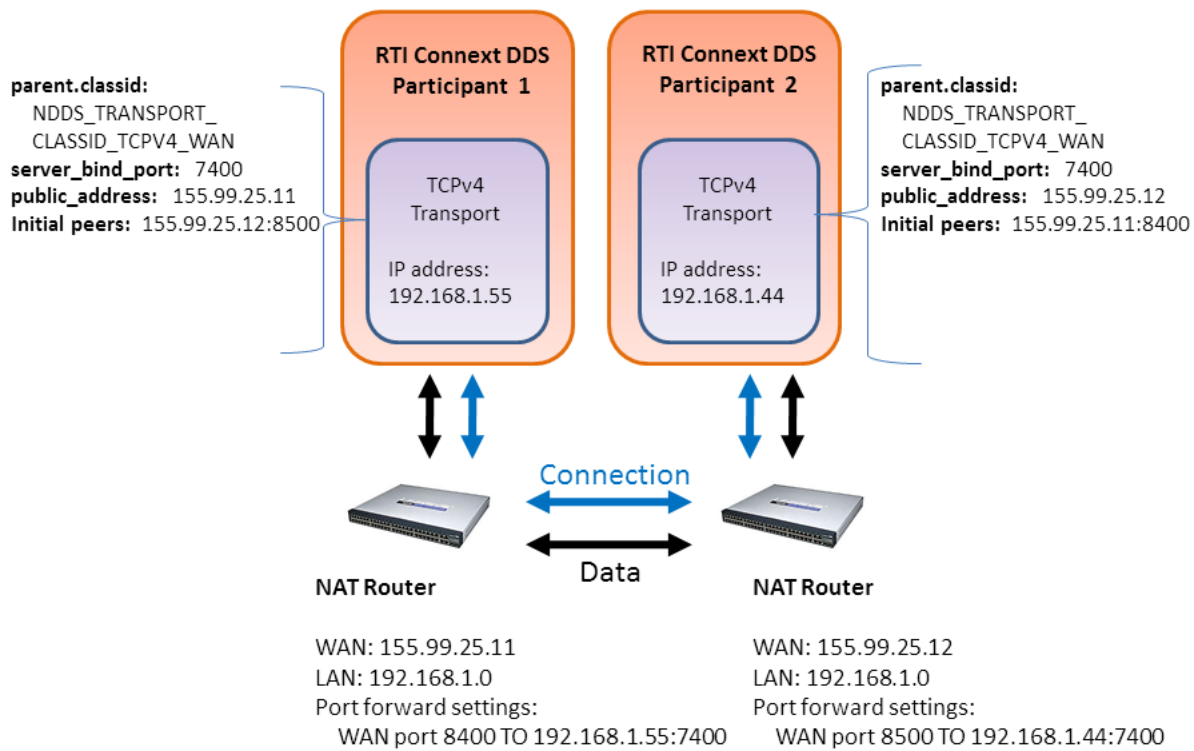 RTI Connext DDS
Participant 1
parent.classid:
NDDS_TRANSPORT_
CLASSID_TCPV4_WAN
server_bind_port: 7400
public_address: 155.99.25.11
Initial peers: 155.99.25.12:8500
TCPv4
Transport
IP address:
192.168.1.55
RTI Connext DDS
Participant 2
TCPv4
Transport
IP address:
192.168.1.44
parent.classid:
NDDS_TRANSPORT_
CLASSID_TCPV4_WAN
server_bind_port: 7400
public_address: 155.99.25.12
Initial peers: 155.99.25.11:8400
Connection
Data
NAT Router
WAN: 155.99.25.11
LAN: 192.168.1.0
Port forward settings:
WAN port 8400 TO 192.168.1.55:7400
NAT Router
WAN: 155.99.25.12
LAN: 192.168.1.0
Port forward settings:
WAN port 8500 TO 192.168.1.44:7400